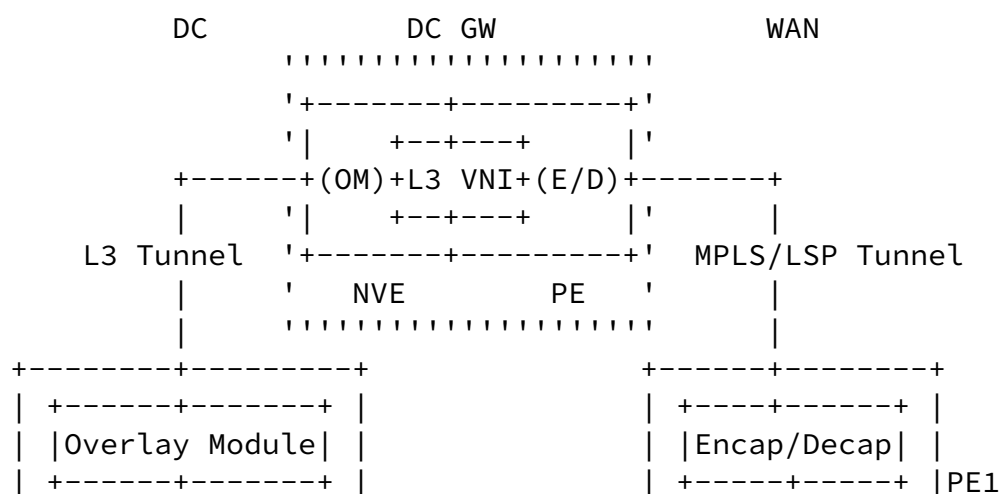 DC                DC GW                    WAN
       '''''''''''''''''''''
       '+-------+---------+'
       '|    +--+---+     |'
+------+(OM)+L3 VNI+(E/D)+-------+
|      '|    +--+---+     |'      |
L3 Tunnel  '+-------+---------+'  MPLS/LSP Tunnel
|      '   NVE        PE   '      |
|      '''''''''''''''''''''      |
+--------+---------+                  +------+--------+
| +------+-------+ |                  | +----+------+ |
| |Overlay Module| |                  | |Encap/Decap| |
| +------+-------+ |                  | +-----+-----+ |PE1